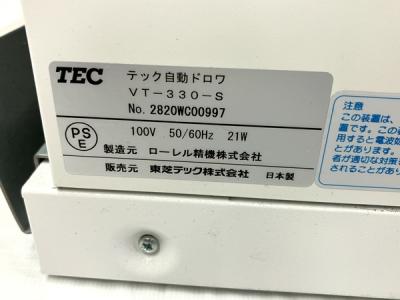 TEC テック自動ドロワ
VT-330-S
No. 2820WC00997
PS
E
100V 50/60Hz 21W
製造元 ローレル精機株式会社
販売元 東芝テック株式会社 日本製
注意
この装置は、
置です。この
用すると電波
とがあります。
者が適切な対策
されることがあ